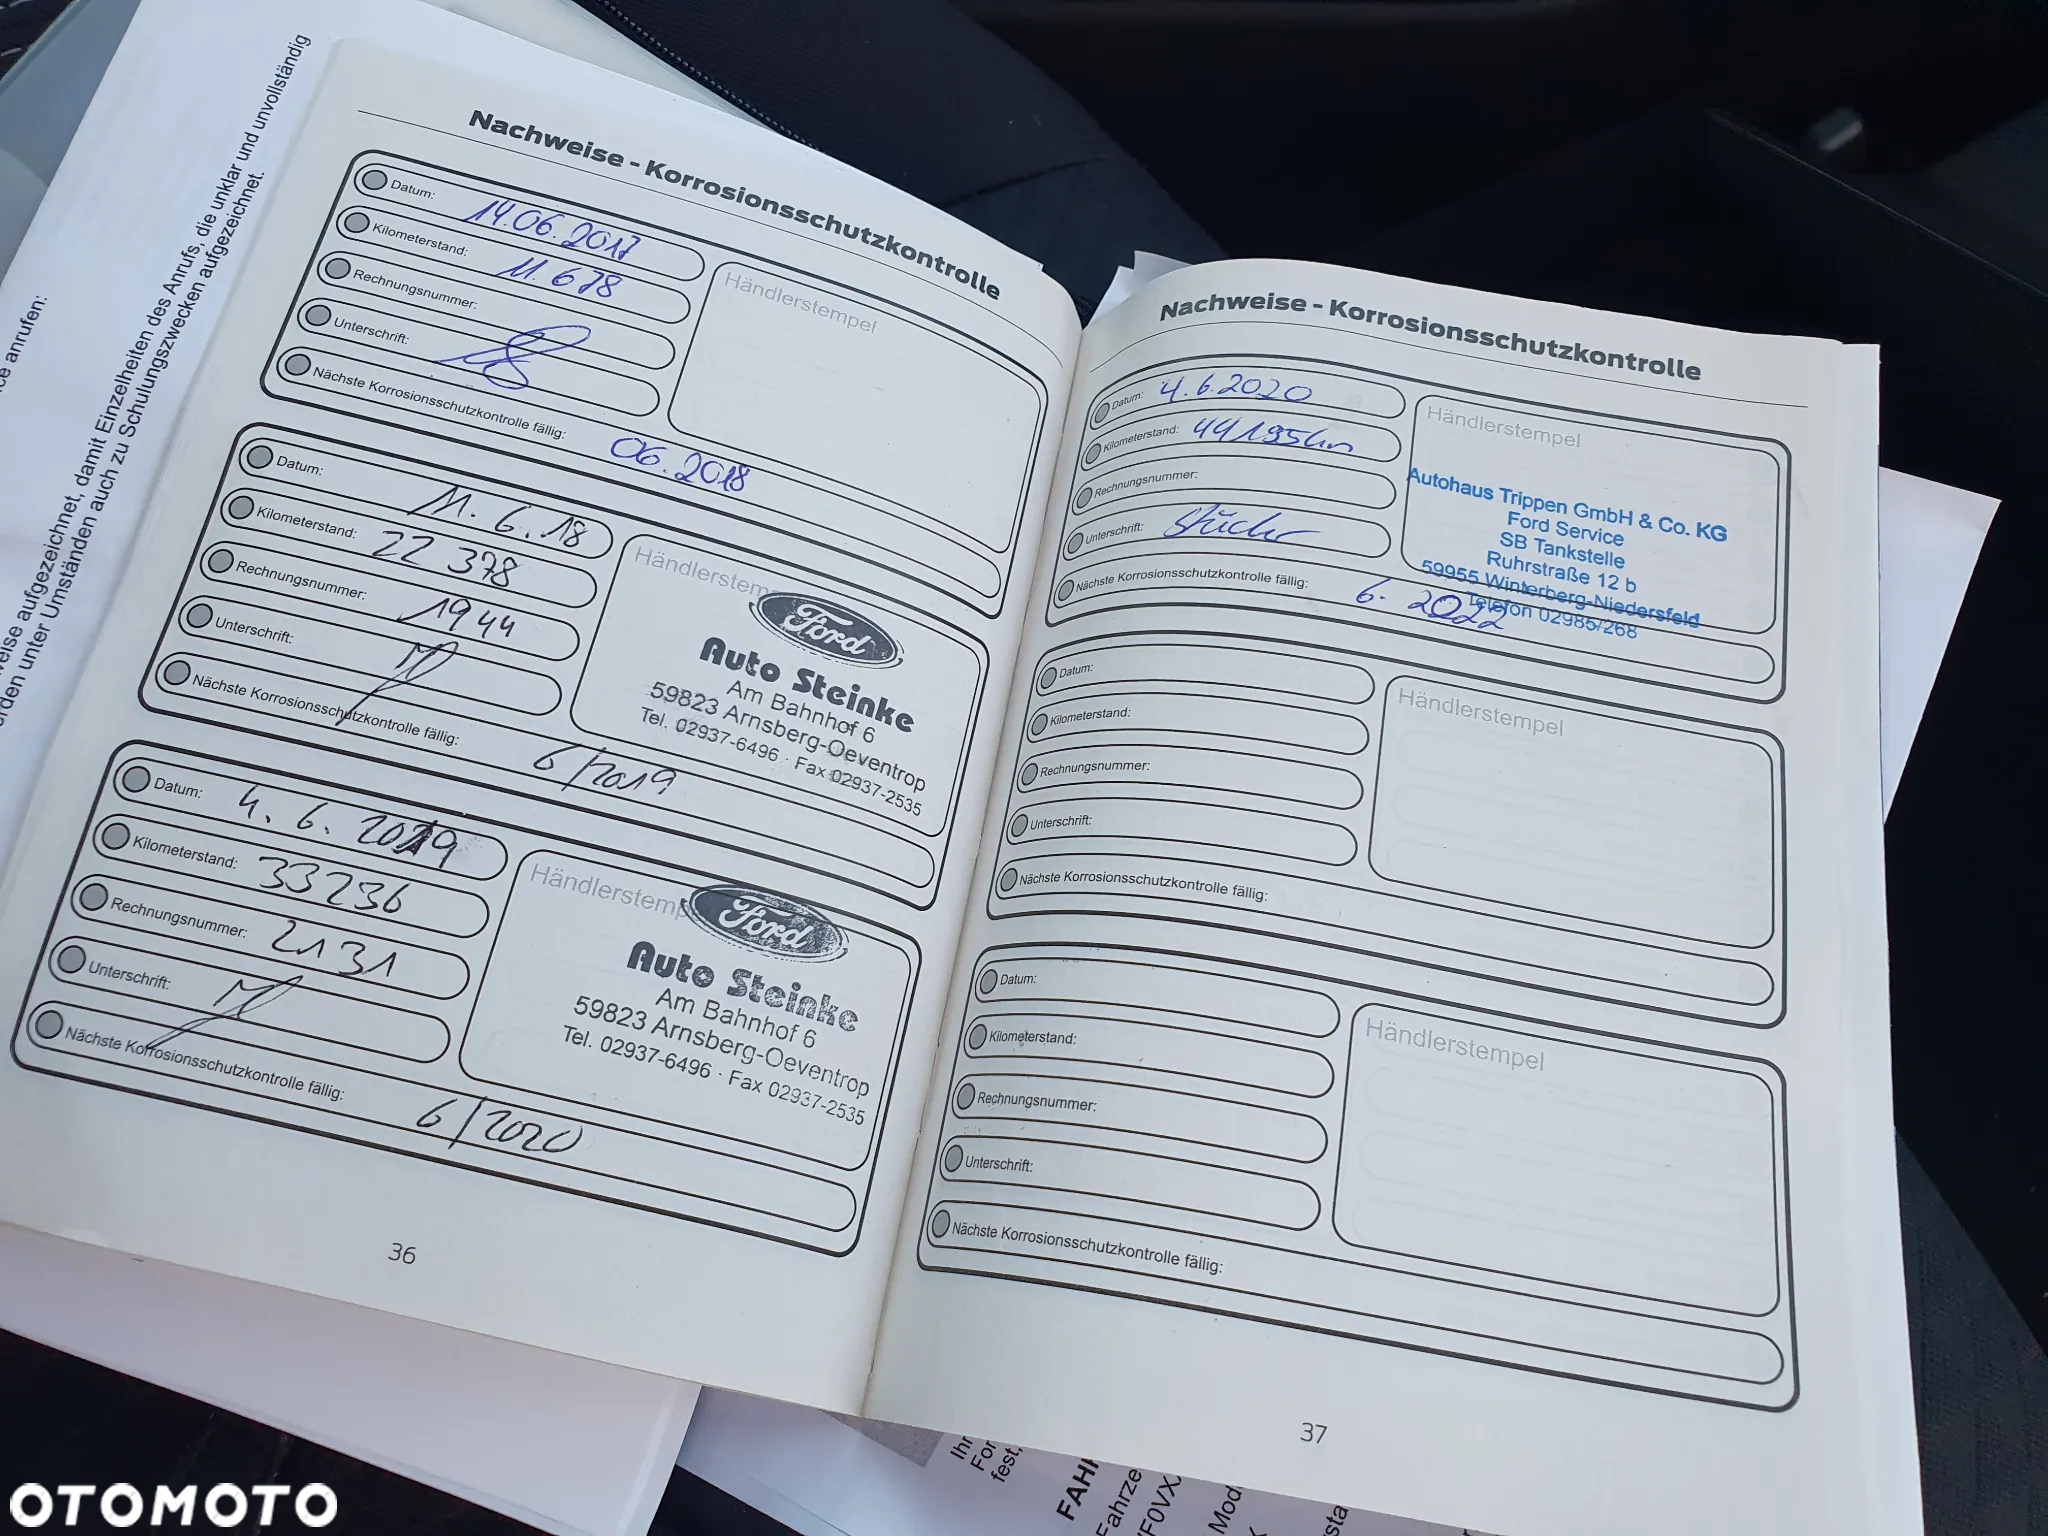 Nachweise - Korrosionsschutzkontrolle
Datum: 14.06.2017
Kilometerstand: 11.678
Rechnungsnummer:
Unterschrift:
Nächste Korrosionsschutzkontrolle fällig: 06.2018
Händlerstempel
Datum: 11.6.18
Kilometerstand: 22 378
Rechnungsnummer: 1944
Unterschrift:
Nächste Korrosionsschutzkontrolle fällig: 6/2019
Händlerstempel
Ford
Auto Steinke
Am Bahnhof 6
59823 Arnsberg-Oeventrop
Tel. 02937-6496 · Fax 02937-2535
Datum: 4.6.2019
Kilometerstand: 33236
Rechnungsnummer: 2131
Unterschrift:
Nächste Korrosionsschutzkontrolle fällig: 6/2020
Händlerstempel
Ford
Auto Steinke
Am Bahnhof 6
59823 Arnsberg-Oeventrop
Tel. 02937-6496 · Fax 02937-2535
36
Nachweise - Korrosionsschutzkontrolle
Datum: 4.6.2020
Kilometerstand: 44195km
Rechnungsnummer:
Unterschrift:
Nächste Korrosionsschutzkontrolle fällig: 6.2022
Händlerstempel
Autohaus Trippen GmbH & Co. KG
Ford Service
SB Tankstelle
Ruhrstraße 12 b
59955 Winterberg-Niedersfeld
Telefon 02985/268
Datum:
Kilometerstand:
Rechnungsnummer:
Unterschrift:
Nächste Korrosionsschutzkontrolle fällig:
Händlerstempel
Datum:
Kilometerstand:
Rechnungsnummer:
Unterschrift:
Nächste Korrosionsschutzkontrolle fällig:
Händlerstempel
37
anrufen:
aufgezeichnet, damit Einzelheiten des Anrufs, die unklar und unvollständig
unter Umständen auch zu Schulungszwecken aufgezeichnet.
fest,
OTOMOTO